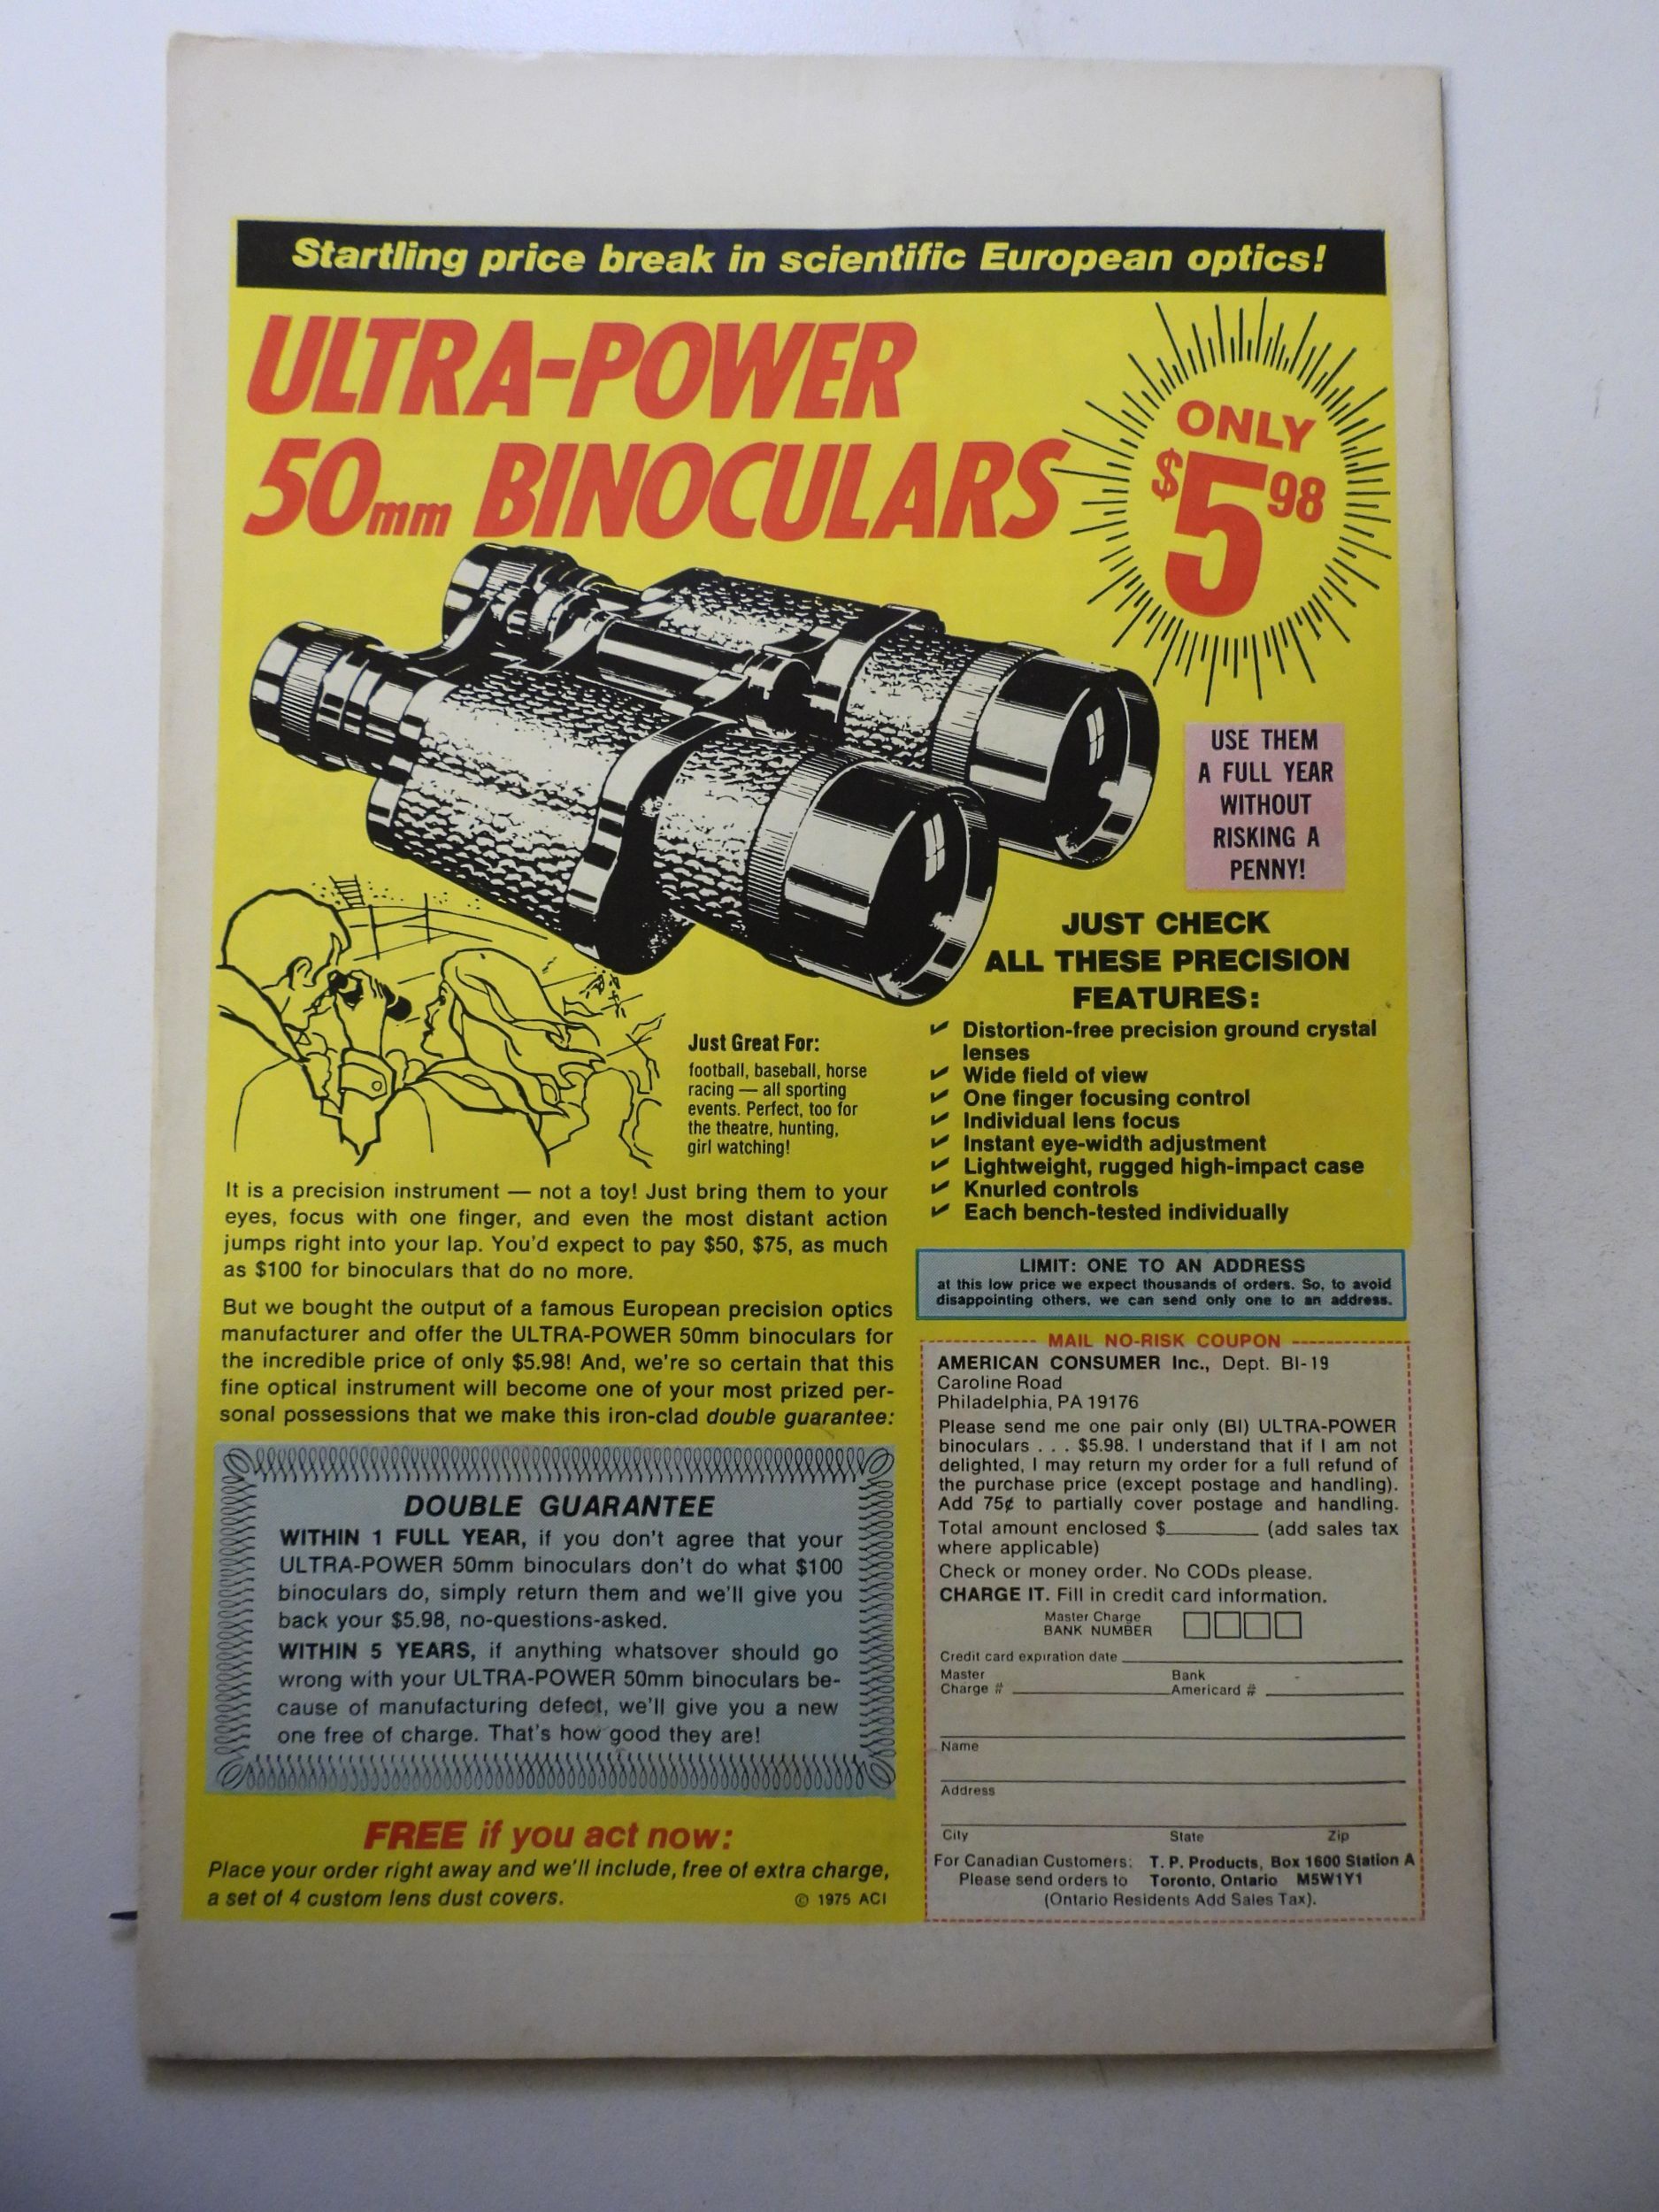 Startling price break in scientific European optics!
ULTRA-POWER
50mm BINOCULARS
ONLY
$5 98
USE THEM
A FULL YEAR
WITHOUT
RISKING A
PENNY!
JUST CHECK
ALL THESE PRECISION
FEATURES:
✔ Distortion-free precision ground crystal
lenses
✔ Wide field of view
✔ One finger focusing control
✔ Individual lens focus
✔ Instant eye-width adjustment
✔ Lightweight, rugged high-impact case
✔ Knurled controls
✔ Each bench-tested individually
Just Great For:
football, baseball, horse
racing — all sporting
events. Perfect, too for
the theatre, hunting,
girl watching!
It is a precision instrument — not a toy! Just bring them to your
eyes, focus with one finger, and even the most distant action
jumps right into your lap. You'd expect to pay $50, $75, as much
as $100 for binoculars that do no more.
But we bought the output of a famous European precision optics
manufacturer and offer the ULTRA-POWER 50mm binoculars for
the incredible price of only $5.98! And, we're so certain that this
fine optical instrument will become one of your most prized per-
sonal possessions that we make this iron-clad double guarantee:
DOUBLE GUARANTEE
WITHIN 1 FULL YEAR, if you don't agree that your
ULTRA-POWER 50mm binoculars don't do what $100
binoculars do, simply return them and we'll give you
back your $5.98, no-questions-asked.
WITHIN 5 YEARS, if anything whatsover should go
wrong with your ULTRA-POWER 50mm binoculars be-
cause of manufacturing defect, we'll give you a new
one free of charge. That's how good they are!
FREE if you act now:
Place your order right away and we'll include, free of extra charge,
a set of 4 custom lens dust covers.
© 1975 ACI
LIMIT: ONE TO AN ADDRESS
at this low price we expect thousands of orders. So, to avoid
disappointing others, we can send only one to an address.
MAIL NO-RISK COUPON
AMERICAN CONSUMER Inc., Dept. BI-19
Caroline Road
Philadelphia, PA 19176
Please send me one pair only (BI) ULTRA-POWER
binoculars . . . $5.98. I understand that if I am not
delighted, I may return my order for a full refund of
the purchase price (except postage and handling).
Add 75¢ to partially cover postage and handling.
Total amount enclosed $________ (add sales tax
where applicable)
Check or money order. No CODs please.
CHARGE IT. Fill in credit card information.
Master Charge
BANK NUMBER
Credit card expiration date
Master
Charge #
Bank
Americard #
Name
Address
City State Zip
For Canadian Customers: T. P. Products, Box 1600 Station A
Please send orders to Toronto, Ontario M5W1Y1
(Ontario Residents Add Sales Tax).